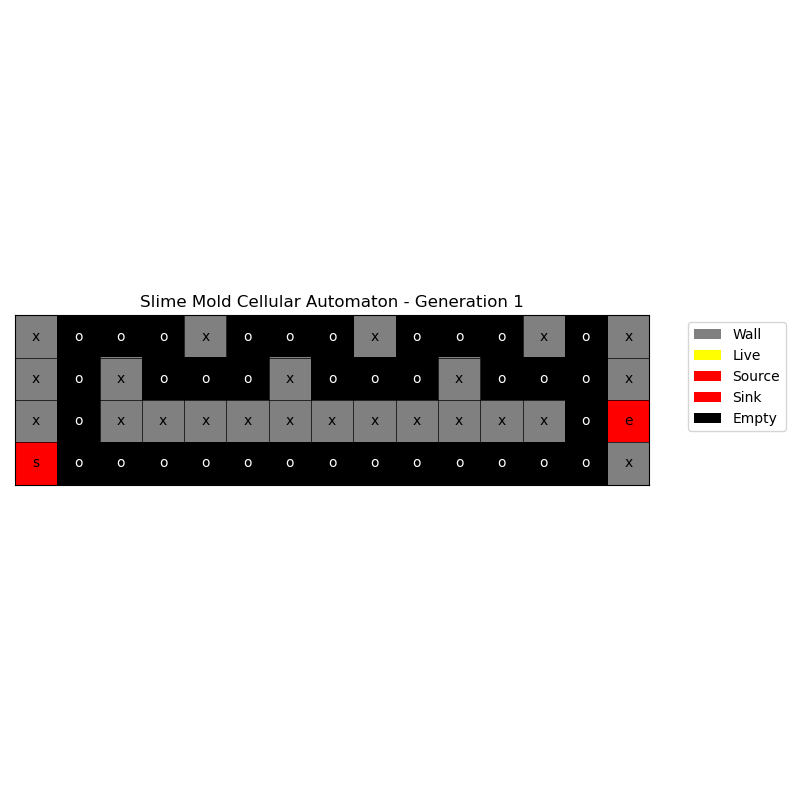 Slime Mold Cellular Automaton - Generation 1
x o o o x o o o x o o o x o x
x o x o o o x o o o x o o o x
x o x x x x x x x x x x x o e
s o o o o o o o o o o o o o x
Wall
Live
Source
Sink
Empty